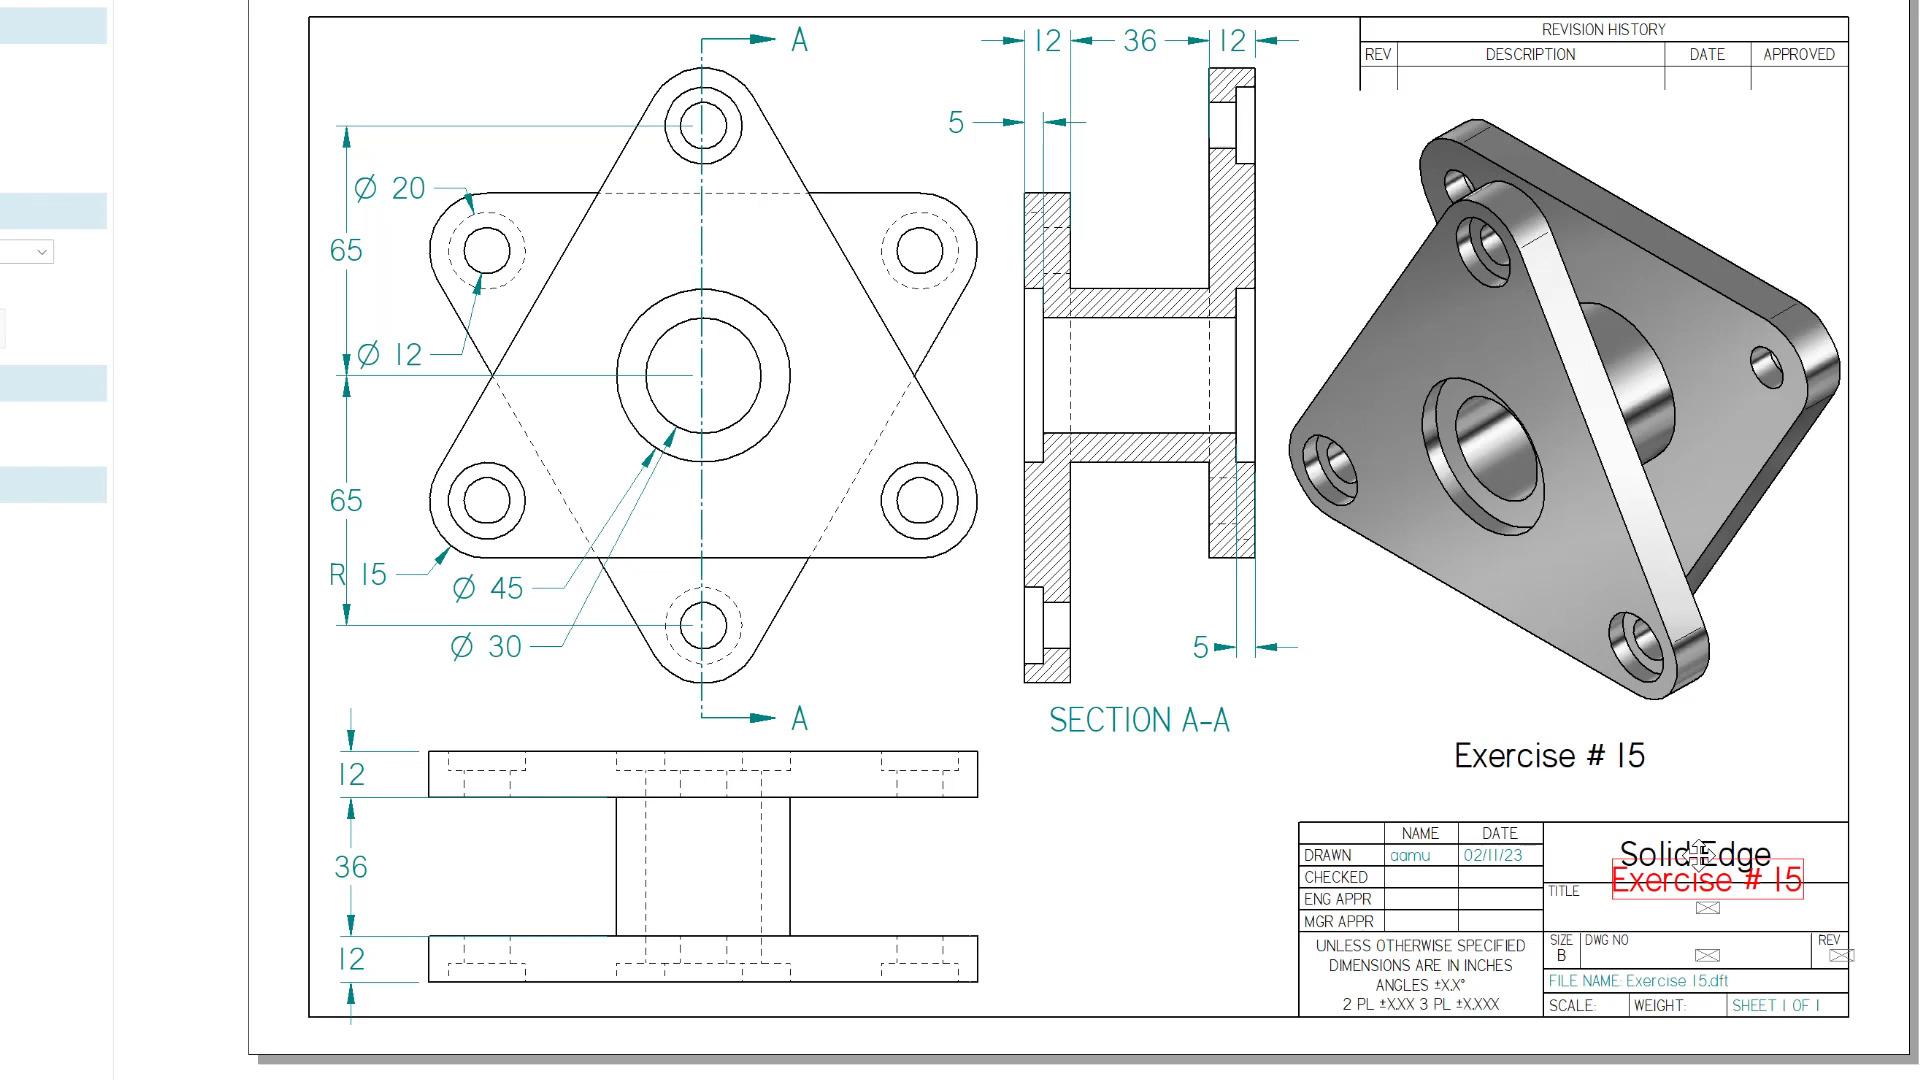 A
12 36 12
REVISION HISTORY
REV DESCRIPTION DATE APPROVED
5
Ø 20
65
Ø 12
65
R 15
Ø 45
Ø 30
5
A
SECTION A-A
Exercise # 15
12
36
12
NAME DATE
DRAWN aamu 02/11/23
CHECKED
ENG APPR
MGR APPR
Solid Edge
Exercise # 15
TITLE
UNLESS OTHERWISE SPECIFIED
DIMENSIONS ARE IN INCHES
ANGLES ±X.X°
2 PL ±X.XX 3 PL ±X.XXX
SIZE DWG NO REV
B
FILE NAME: Exercise 15.dft
SCALE: WEIGHT: SHEET 1 OF 1